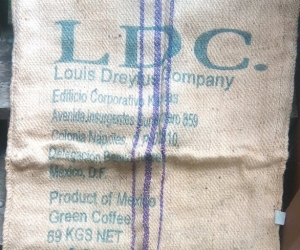 LDC.
Louis Dreyfus Company
Edificio Corporativo
Avenida,Insurgentes 859
Colonia Napoles
Delegacion
Mexico, D.F.
Product of Mexico
Green Coffee
69 KGS NET